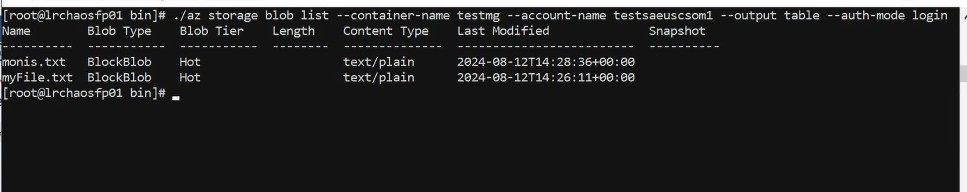 [root@lrchaosfp01 bin]# ./az storage blob list --container-name testmg --account-name testsaeuscsom1 --output table --auth-mode login
Name        Blob Type    Blob Tier    Length    Content Type    Last Modified              Snapshot
----------  -----------  -----------  --------  --------------  -------------------------  ----------
monis.txt   BlockBlob    Hot                    text/plain      2024-08-12T14:28:36+00:00
myFile.txt  BlockBlob    Hot                    text/plain      2024-08-12T14:26:11+00:00
[root@lrchaosfp01 bin]#